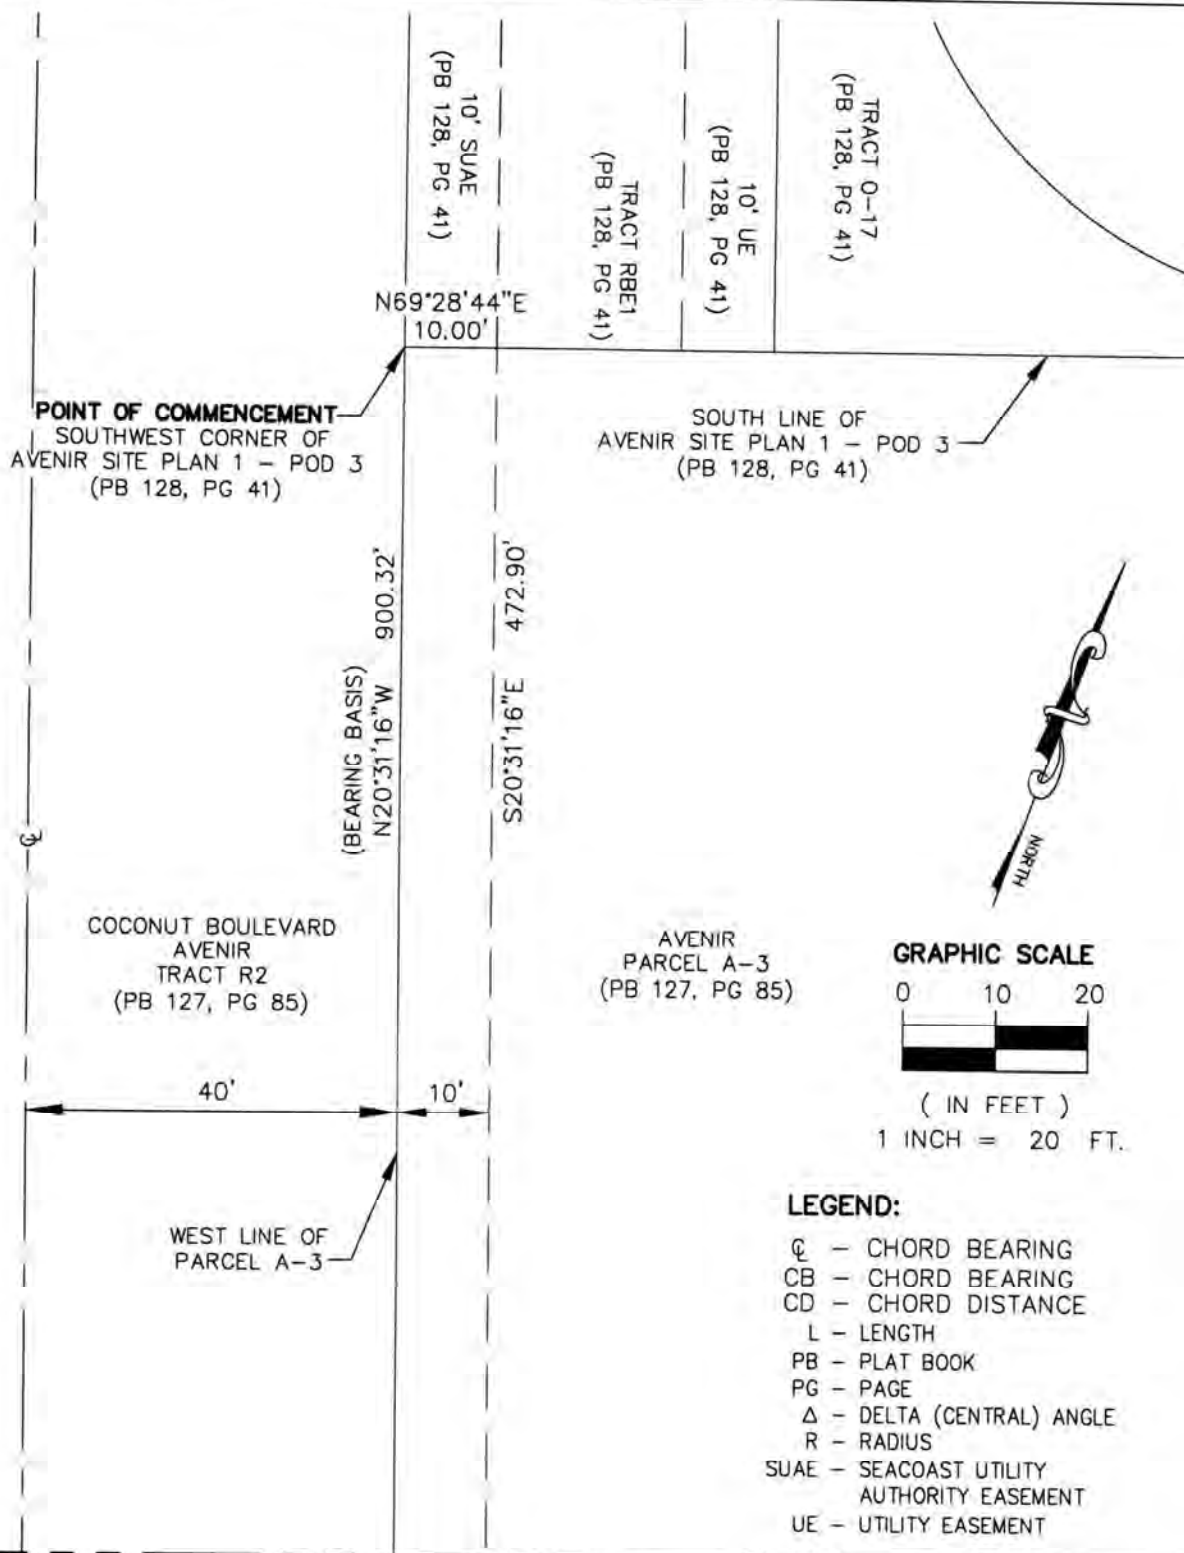 10' SUAE
(PB 128, PG 41)
TRACT RBE1
(PB 128, PG 41)
10' UE
(PB 128, PG 41)
TRACT O-17
(PB 128, PG 41)
N69°28'44"E
10.00'
POINT OF COMMENCEMENT
SOUTHWEST CORNER OF
AVENIR SITE PLAN 1 - POD 3
(PB 128, PG 41)
SOUTH LINE OF
AVENIR SITE PLAN 1 - POD 3
(PB 128, PG 41)
(BEARING BASIS)
N20°31'16"W 900.32'
S20°31'16"E 472.90'
℄
NORTH
COCONUT BOULEVARD
AVENIR
TRACT R2
(PB 127, PG 85)
AVENIR
PARCEL A-3
(PB 127, PG 85)
GRAPHIC SCALE
0 10 20
( IN FEET )
1 INCH = 20 FT.
40'
10'
WEST LINE OF
PARCEL A-3
LEGEND:
℄ - CHORD BEARING
CB - CHORD BEARING
CD - CHORD DISTANCE
L - LENGTH
PB - PLAT BOOK
PG - PAGE
Δ - DELTA (CENTRAL) ANGLE
R - RADIUS
SUAE - SEACOAST UTILITY
AUTHORITY EASEMENT
UE - UTILITY EASEMENT